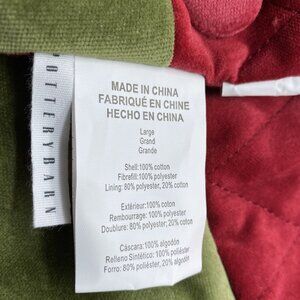 POTTERYBARN
MADE IN CHINA
FABRIQUÉ EN CHINE
HECHO EN CHINA
Large
Grand
Grande
Shell:100% cotton
Fibrefill:100% polyester
Lining: 80% polyester, 20% cotton
Extérieur:100% coton
Rembourrage: 100% polyester
Doublure: 80% polyester, 20% coton
Cáscara:100% algodón
Relleno Sintético: 100% poliéster
Forro: 80% poliéster, 20% algodón